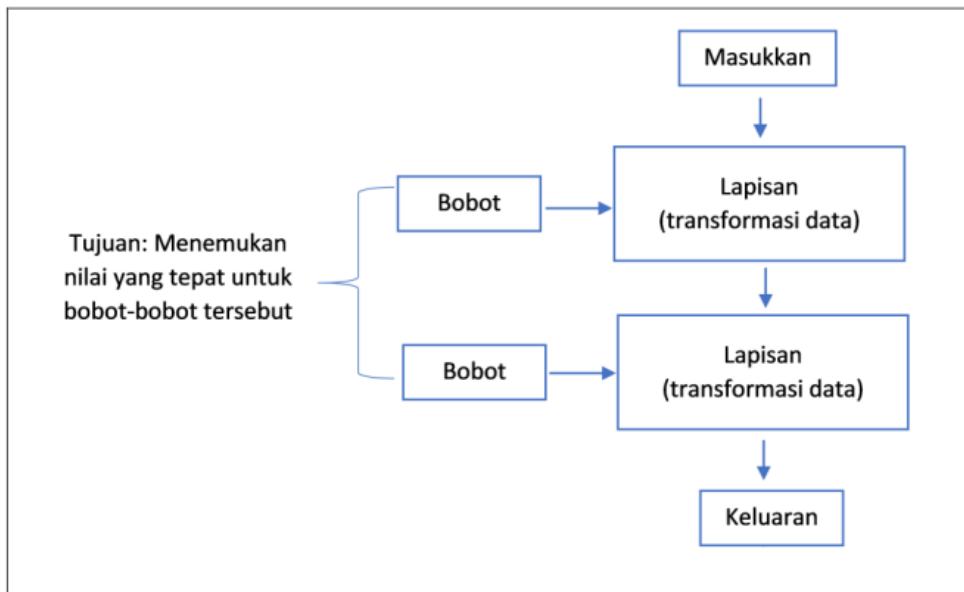 Masukkan
Lapisan
(transformasi data)
Bobot
Tujuan: Menemukan
nilai yang tepat untuk
bobot-bobot tersebut
Lapisan
(transformasi data)
Bobot
Keluaran